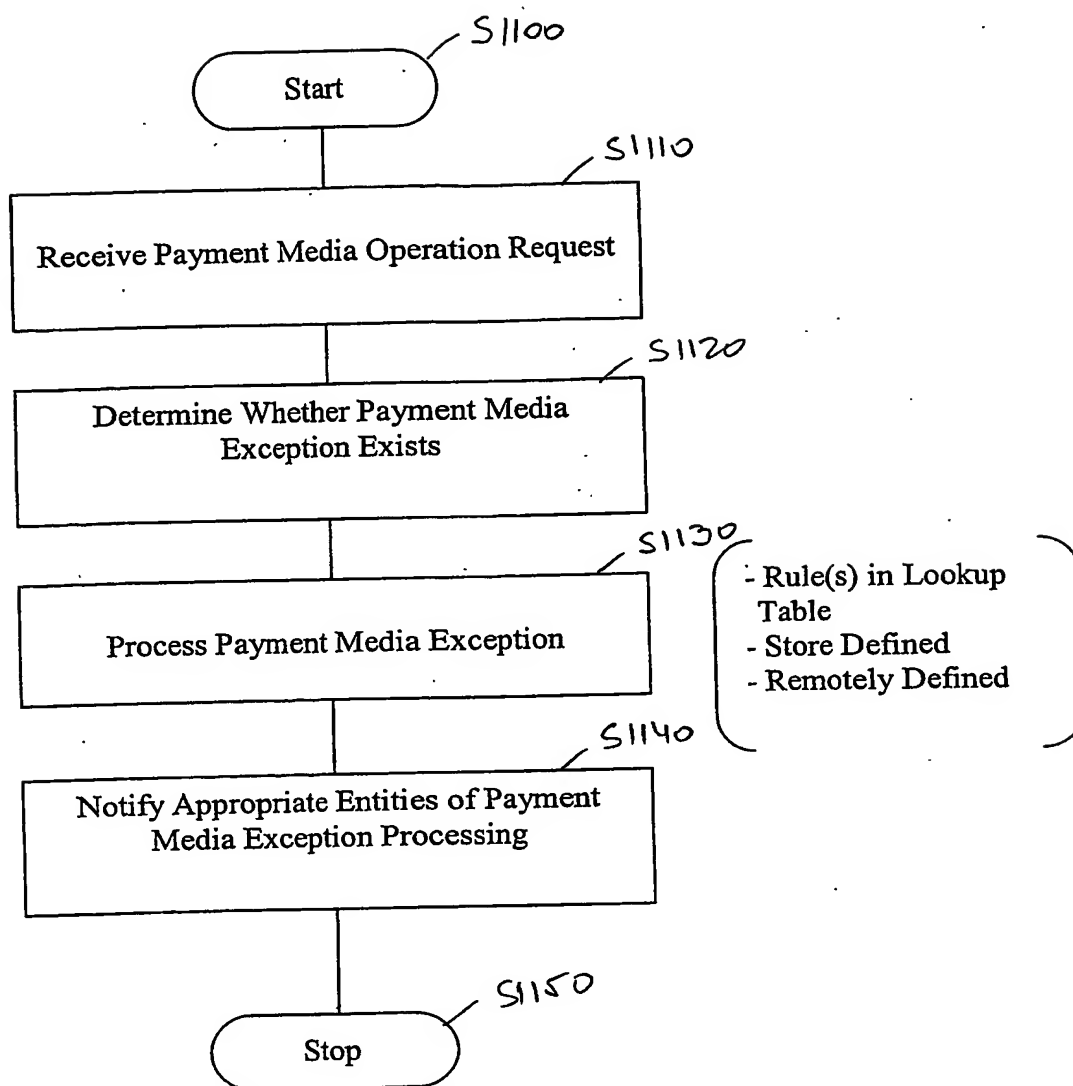 S1100
Start
S1110
Receive Payment Media Operation Request
S1120
Determine Whether Payment Media
Exception Exists
S1130
Process Payment Media Exception
- Rule(s) in Lookup
Table
- Store Defined
- Remotely Defined
S1140
Notify Appropriate Entities of Payment
Media Exception Processing
S1150
Stop